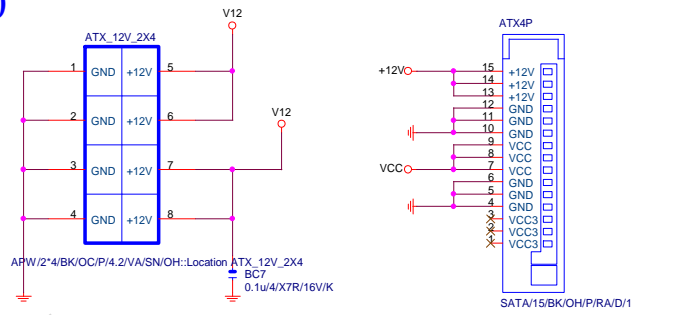 V12
ATX_12V_2X4
1 GND +12V 5
2 GND +12V 6
3 GND +12V 7
4 GND +12V 8
V12
APW/2*4/BK/OC/P/4.2/VA/SN/OH::Location ATX_12V_2X4
BC7
0.1u/4/X7R/16V/K
ATX4P
+12V
15 +12V
14 +12V
13 +12V
12 GND
11 GND
10 GND
9 VCC
8 VCC
VCC
7 VCC
6 GND
5 GND
4 GND
3 VCC3
2 VCC3
1 VCC3
SATA/15/BK/OH/P/RA/D/1